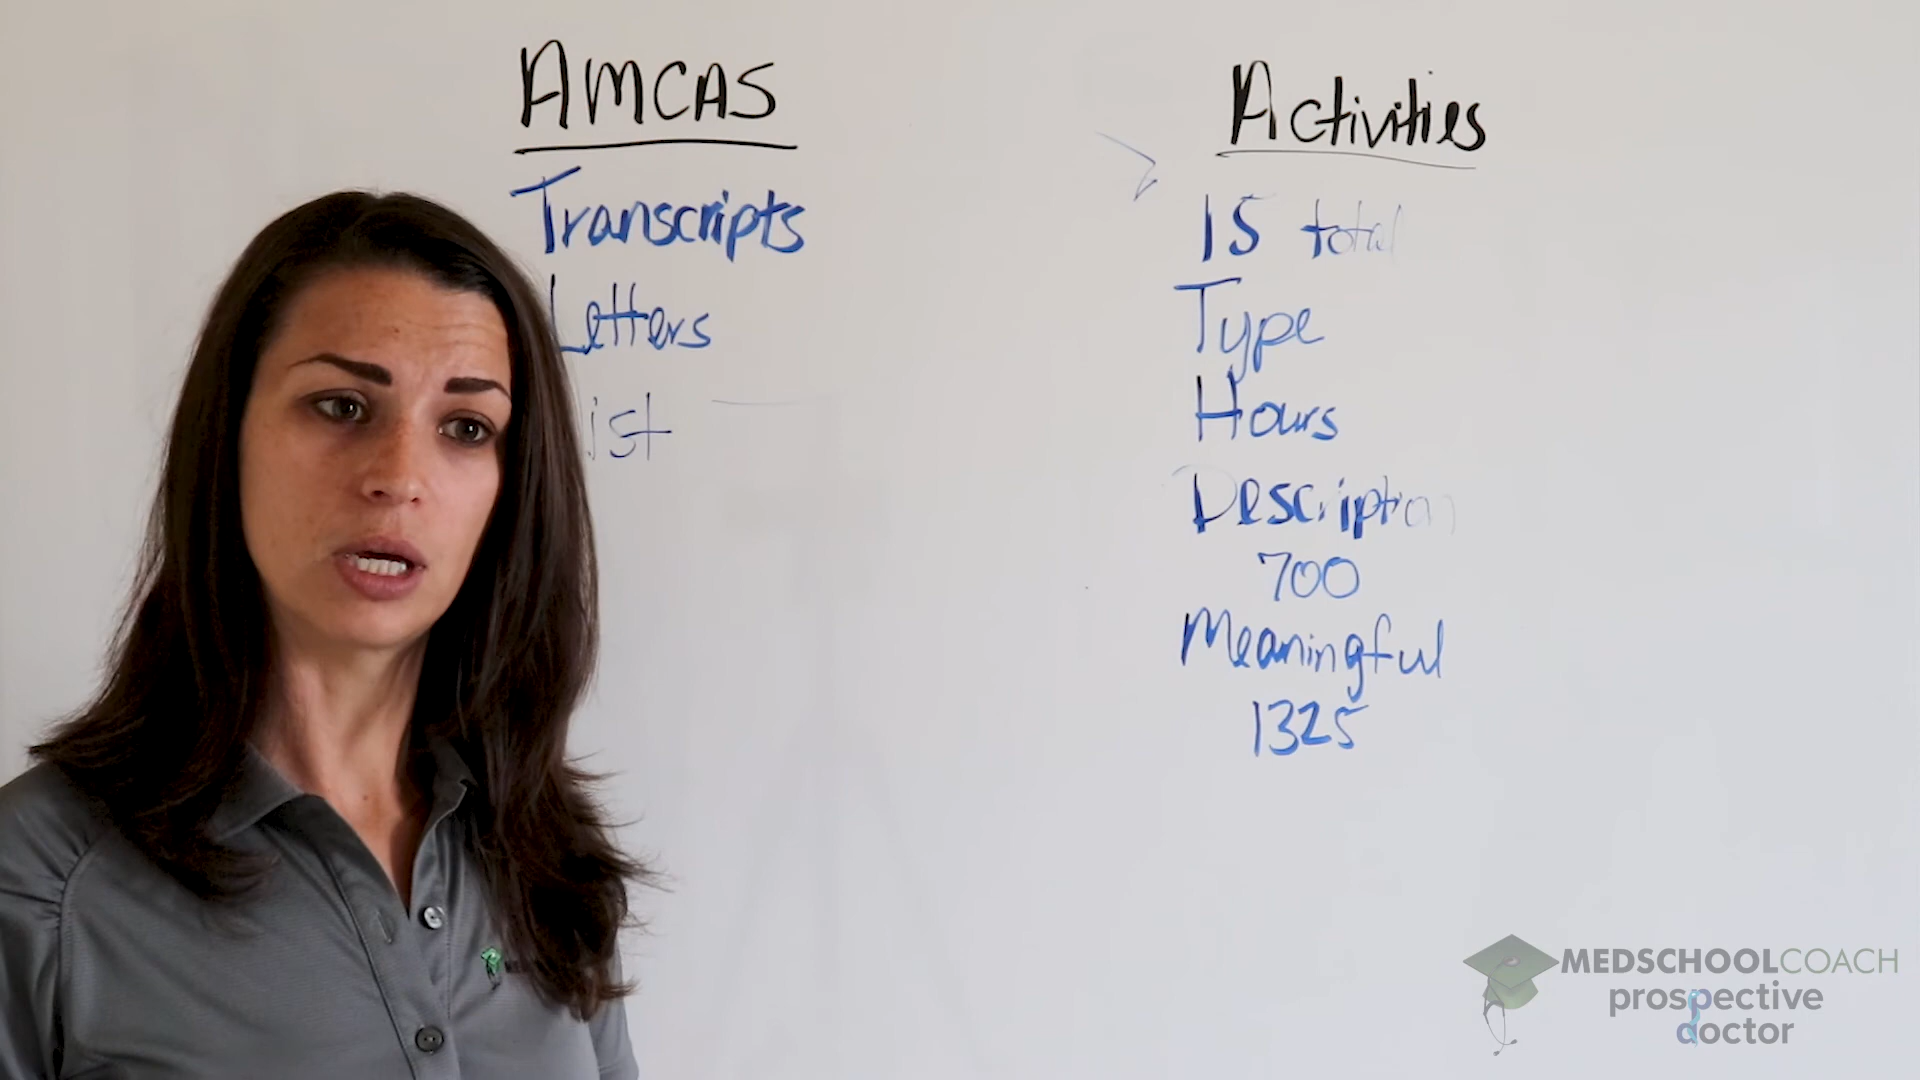 AMCAS
Transcripts
Letters
ist
Activities
15 total
Type
Hours
Description
700
Meaningful
1325
MEDSCHOOLCOACH
prospective
doctor